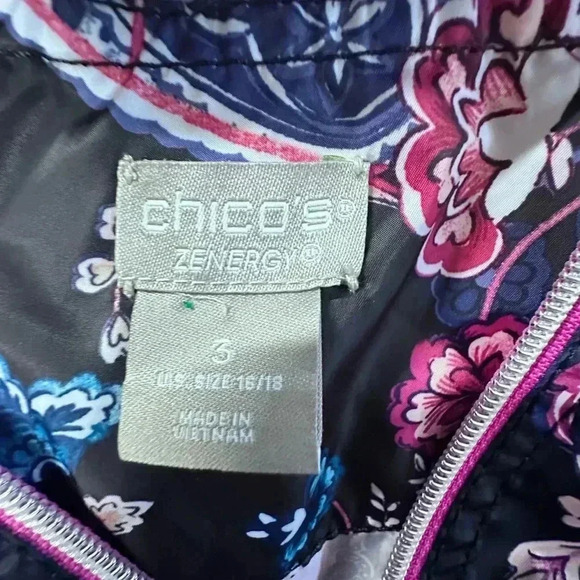 chico's®
ZENERGY®
3
U.S. SIZE 16/18
MADE IN
VIETNAM